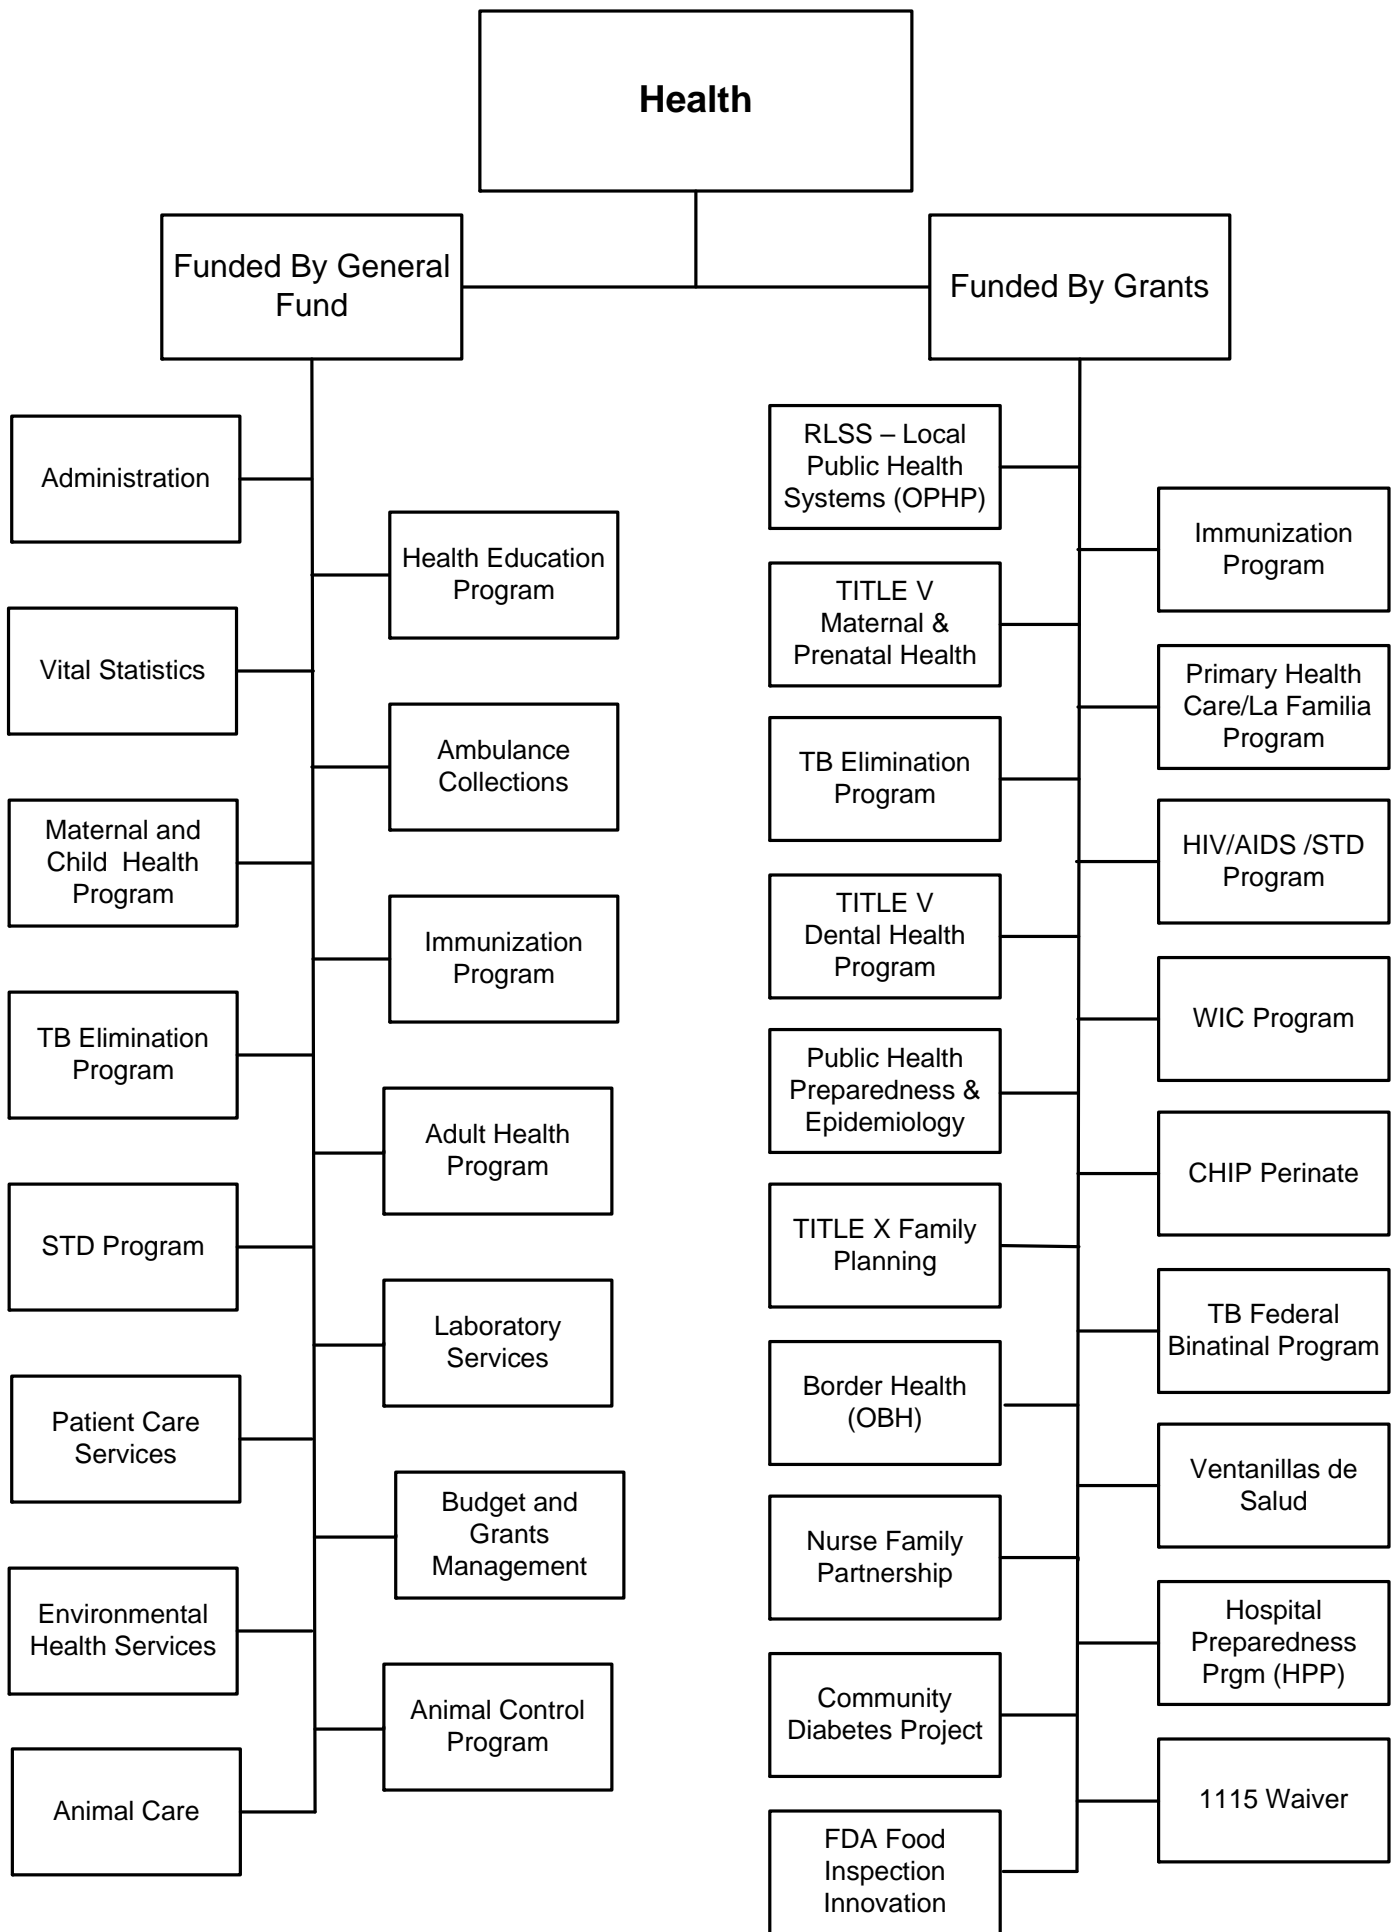 Health
Funded By General
Fund
Funded By Grants
Administration
Health Education
Program
Vital Statistics
Ambulance
Collections
Maternal and
Child Health
Program
Immunization
Program
TB Elimination
Program
Adult Health
Program
STD Program
Laboratory
Services
Patient Care
Services
Budget and
Grants
Management
Environmental
Health Services
Animal Control
Program
Animal Care
RLSS – Local
Public Health
Systems (OPHP)
Immunization
Program
TITLE V
Maternal &
Prenatal Health
Primary Health
Care/La Familia
Program
TB Elimination
Program
HIV/AIDS /STD
Program
TITLE V
Dental Health
Program
WIC Program
Public Health
Preparedness &
Epidemiology
CHIP Perinate
TITLE X Family
Planning
TB Federal
Binatinal Program
Border Health
(OBH)
Ventanillas de
Salud
Nurse Family
Partnership
Hospital
Preparedness
Prgm (HPP)
Community
Diabetes Project
1115 Waiver
FDA Food
Inspection
Innovation